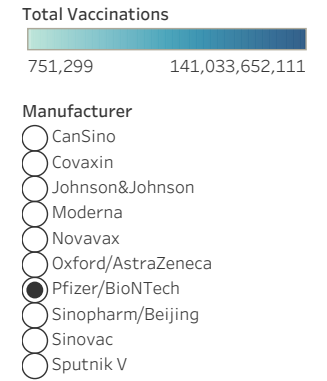 Total Vaccinations
751,299 141,033,652,111
Manufacturer
CanSino
Covaxin
Johnson&Johnson
Moderna
Novavax
Oxford/AstraZeneca
Pfizer/BioNTech
Sinopharm/Beijing
Sinovac
Sputnik V